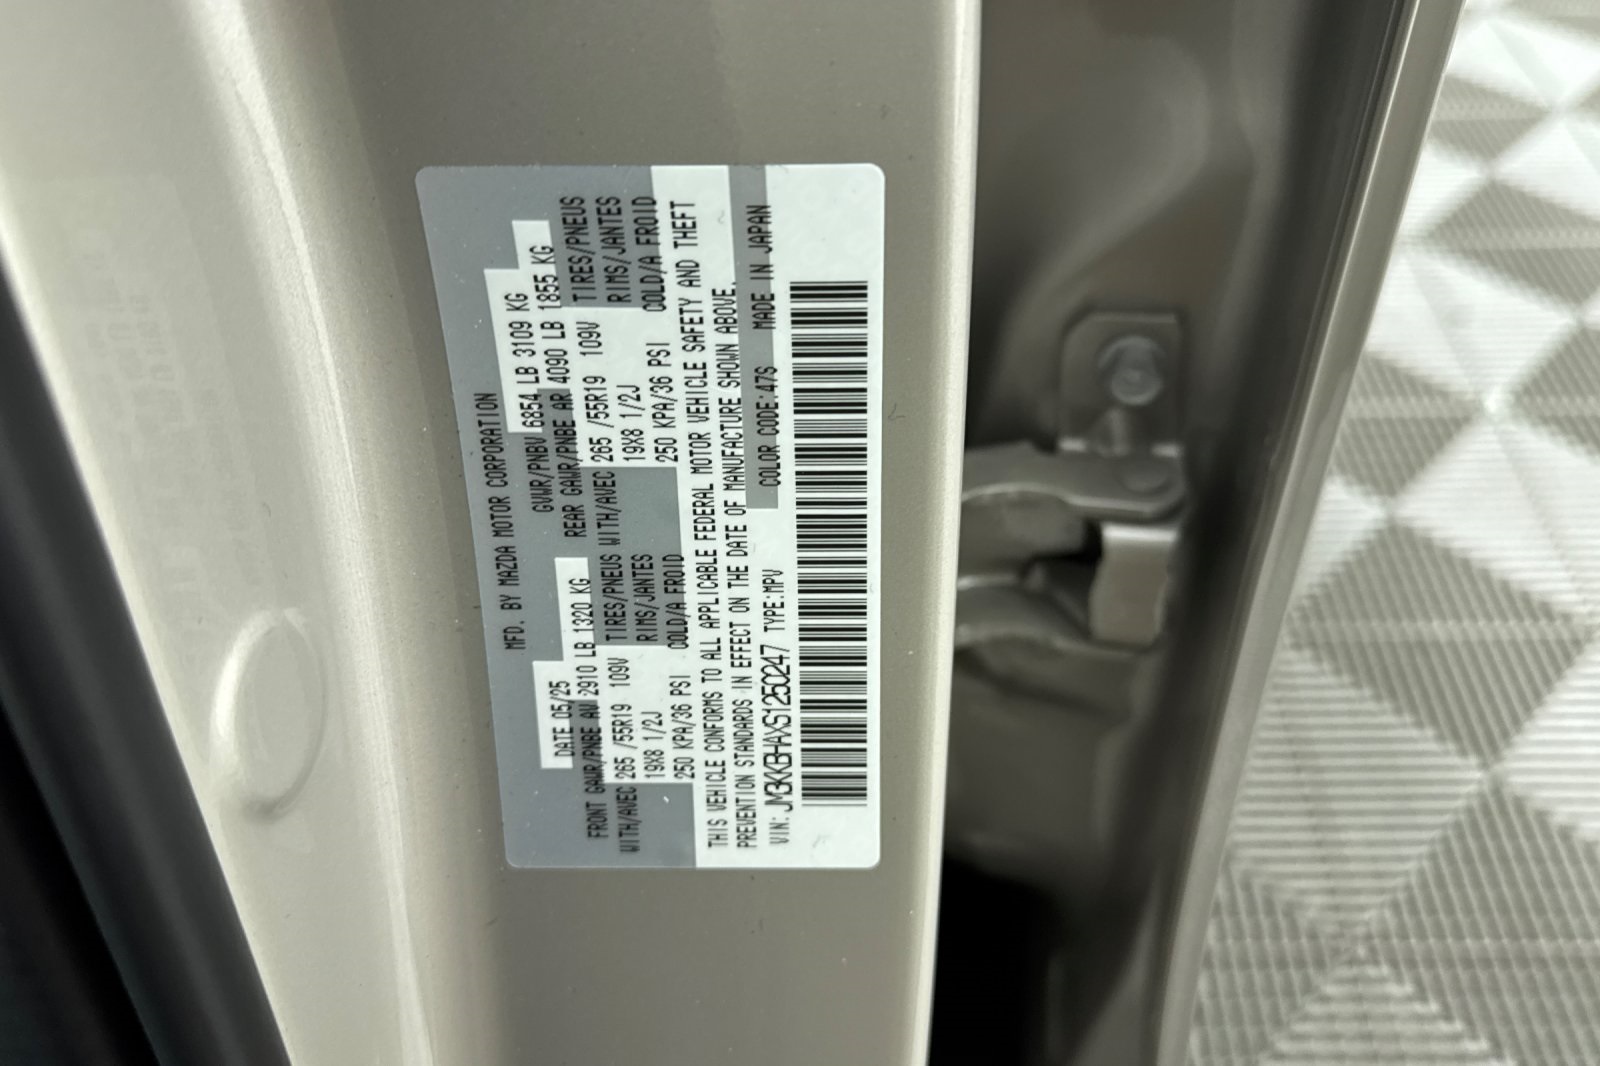 MFD. BY MAZDA MOTOR CORPORATION
DATE 05/25 GVWR/PNBV 6854 LB 3109 KG
FRONT GAWR/PNBE AV 2910 LB 1320 KG REAR GAWR/PNBE AR 4090 LB 1855 KG
WITH/AVEC 265 /55R19 109V TIRES/PNEUS WITH/AVEC 265 /55R19 109V TIRES/PNEUS
19X8 1/2J RIMS/JANTES 19X8 1/2J RIMS/JANTES
250 KPA/36 PSI COLD/A FROID 250 KPA/36 PSI COLD/A FROID
THIS VEHICLE CONFORMS TO ALL APPLICABLE FEDERAL MOTOR VEHICLE SAFETY AND THEFT
PREVENTION STANDARDS IN EFFECT ON THE DATE OF MANUFACTURE SHOWN ABOVE.
VIN: JM3KKBHAXS1250247 TYPE:MPV COLOR CODE:47S MADE IN JAPAN